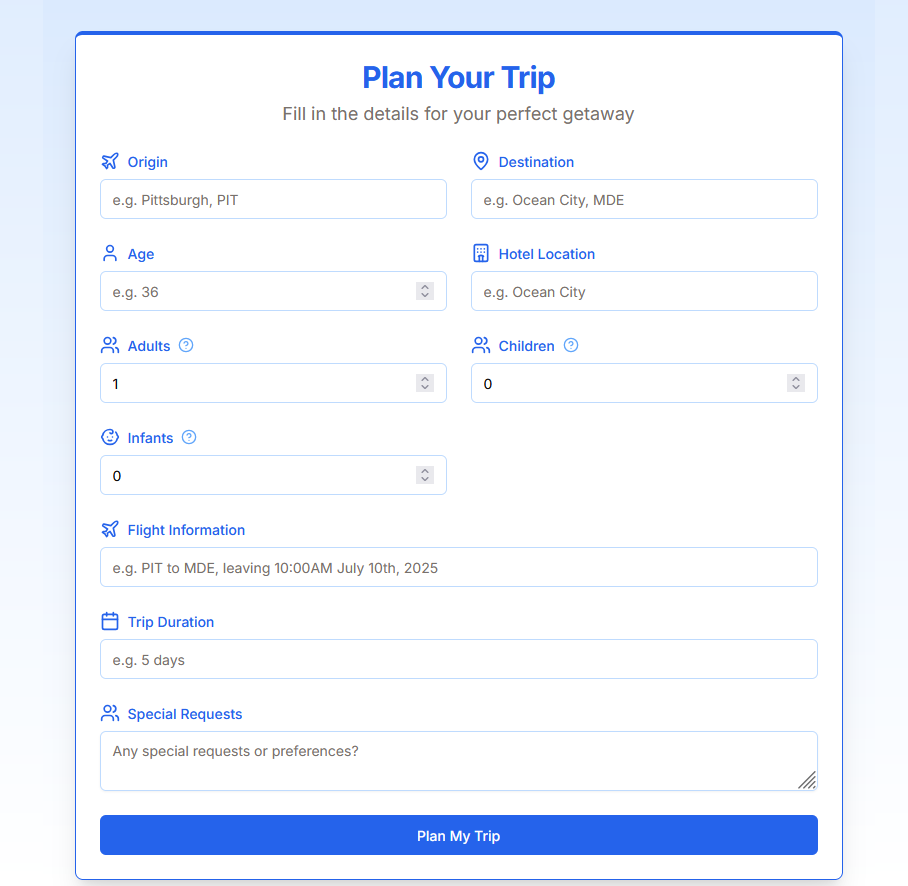 Plan Your Trip
Fill in the details for your perfect getaway
Origin
Destination
e.g. Pittsburgh, PIT
e.g. Ocean City, MDE
Age
Hotel Location
e.g. 36
e.g. Ocean City
Adults ?
Children ?
1
0
Infants ?
0
Flight Information
e.g. PIT to MDE, leaving 10:00AM July 10th, 2025
Trip Duration
e.g. 5 days
Special Requests
Any special requests or preferences?
Plan My Trip